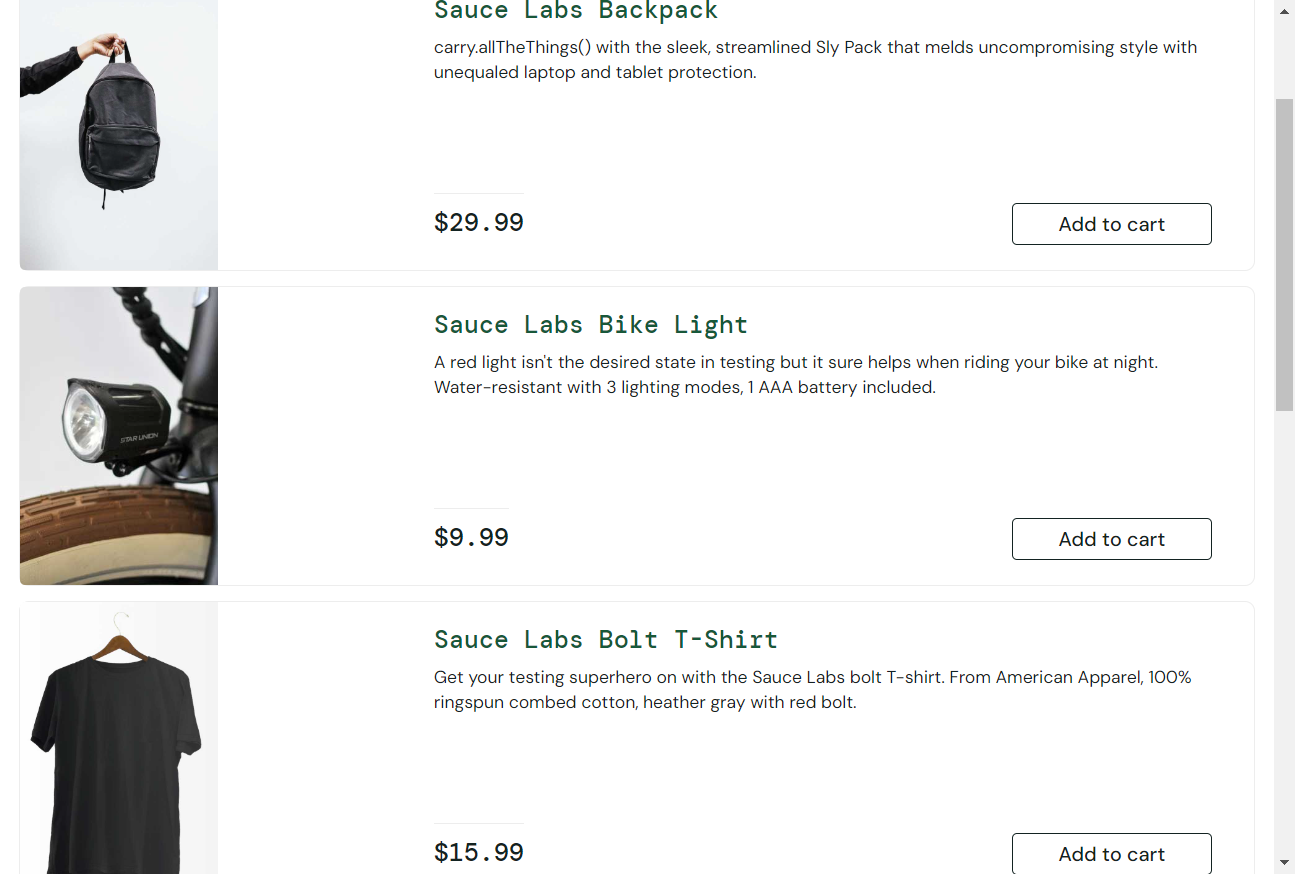 Sauce Labs Backpack
carry.allTheThings() with the sleek, streamlined Sly Pack that melds uncompromising style with
unequaled laptop and tablet protection.
$29.99
Add to cart
Sauce Labs Bike Light
A red light isn't the desired state in testing but it sure helps when riding your bike at night.
Water-resistant with 3 lighting modes, 1 AAA battery included.
STAR UNION
$9.99
Add to cart
Sauce Labs Bolt T-Shirt
Get your testing superhero on with the Sauce Labs bolt T-shirt. From American Apparel, 100%
ringspun combed cotton, heather gray with red bolt.
$15.99
Add to cart